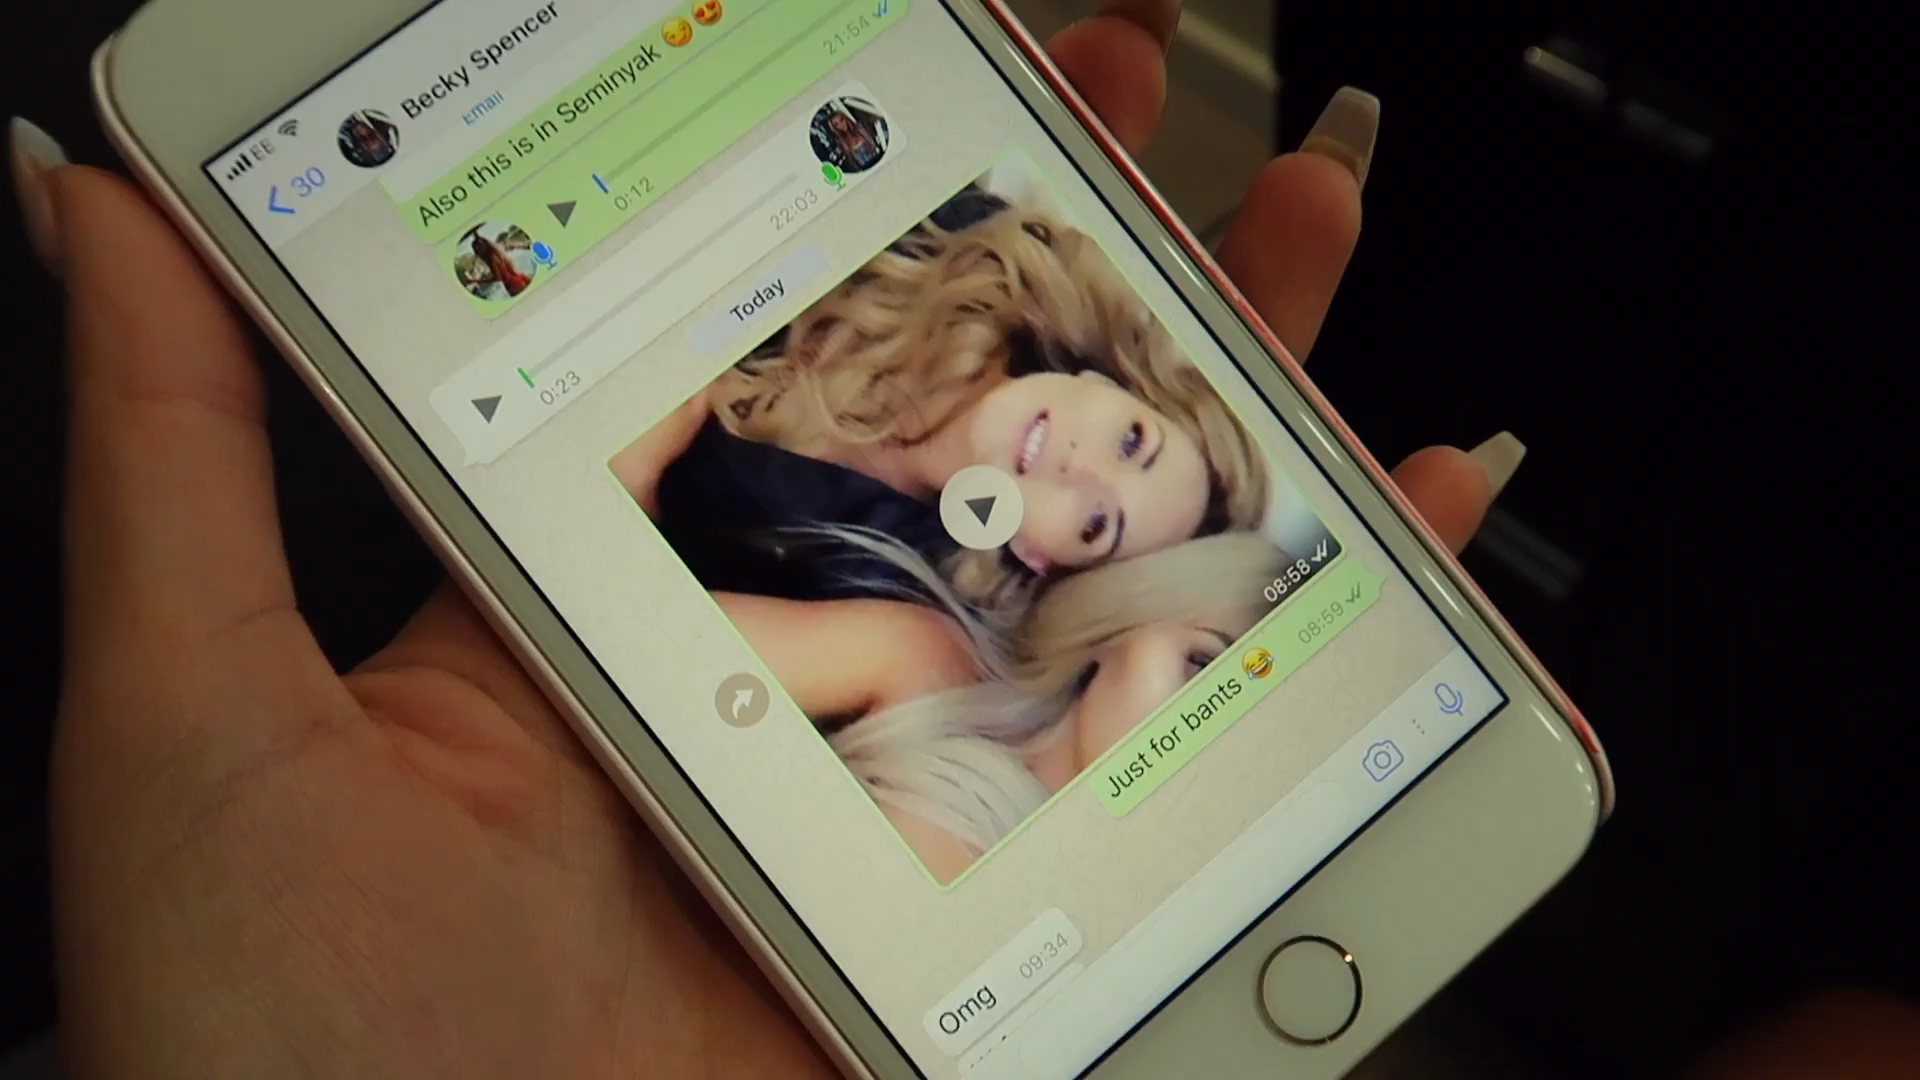 EE
30
Becky Spencer
Email
Also this is in Seminyak 😏😍
0:12
21:54
0:23
22:03
Today
08:58
Just for bants 😂 08:59
Omg 09:34